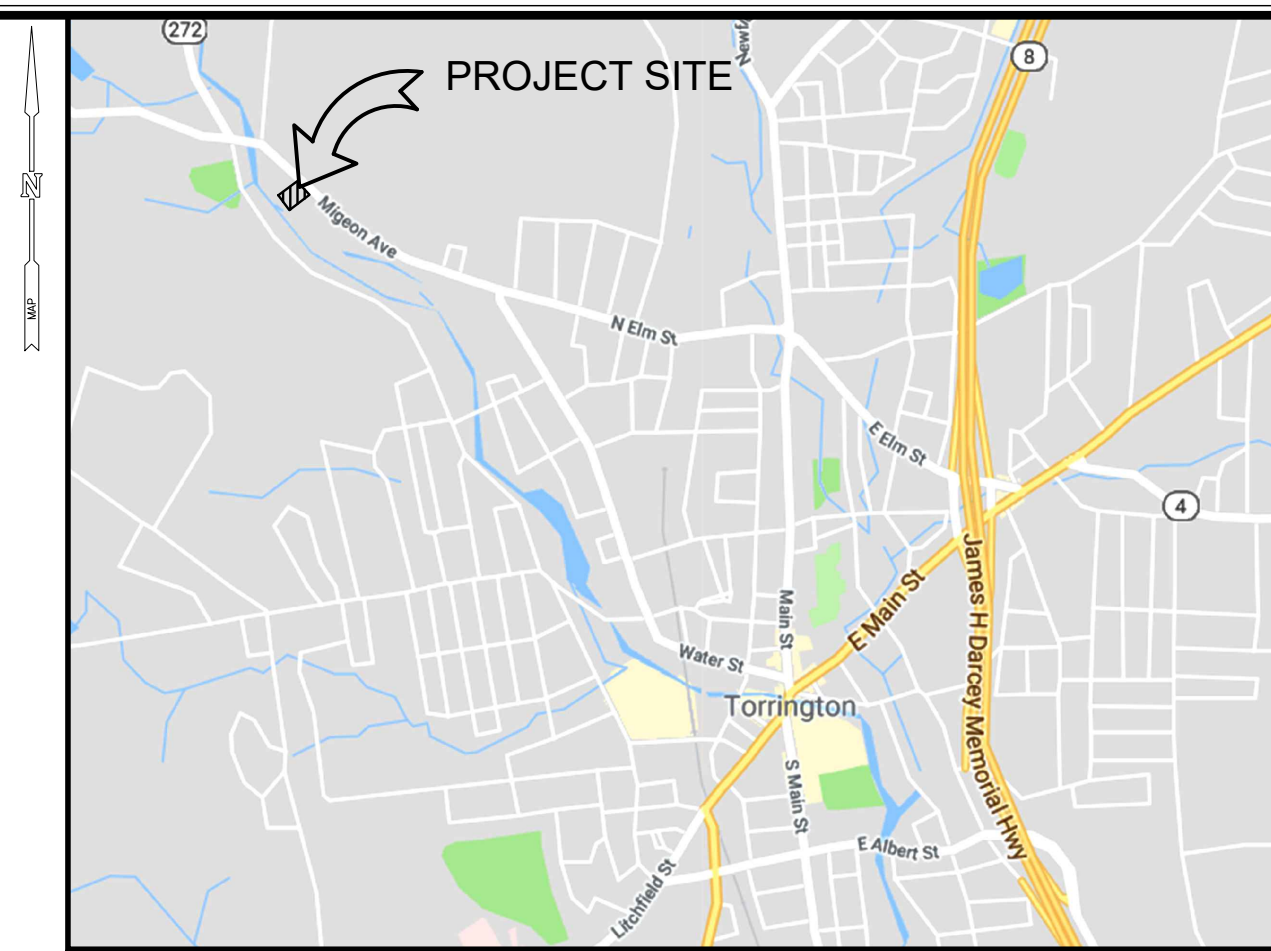 272
PROJECT SITE
Newf
8
N
MAP
Migeon Ave
N Elm St
E Elm St
4
James H Darcey Memorial Hwy
Main St
E Main St
Water St
Torrington
S Main St
E Albert St
Litchfield St